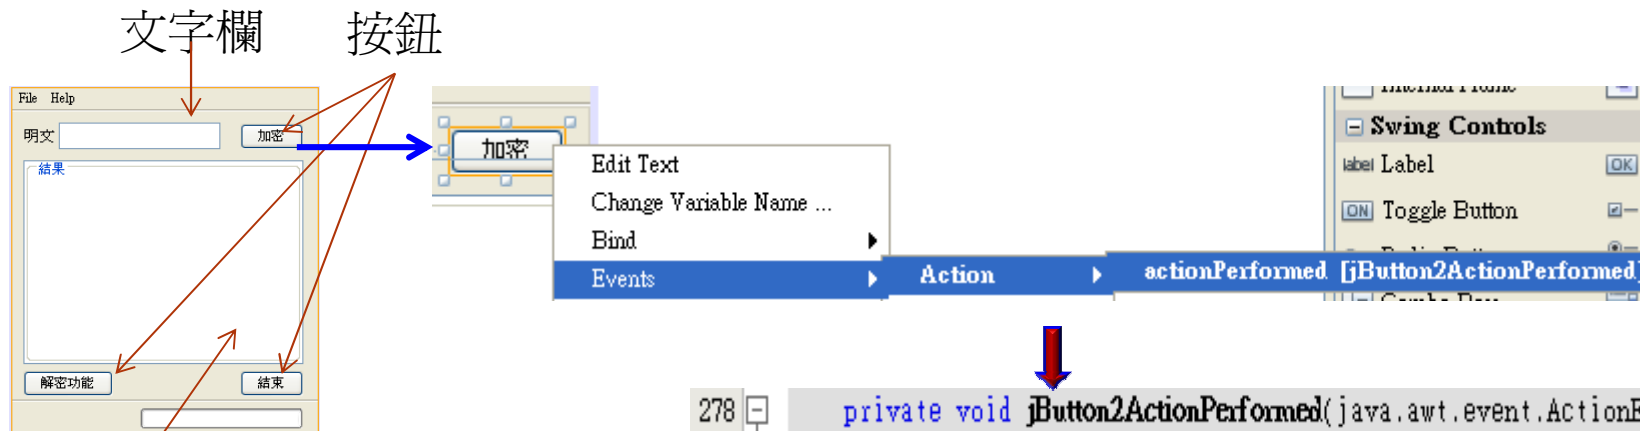 文字欄 按鈕
File Help
明文 加密
結果
解密功能 結束
加密
Edit Text
Change Variable Name ...
Bind
Events
Action
actionPerformed [jButton2ActionPerformed]
Swing Controls
label Label
OK
ON Toggle Button
278 private void jButton2ActionPerformed(java.awt.event.ActionE